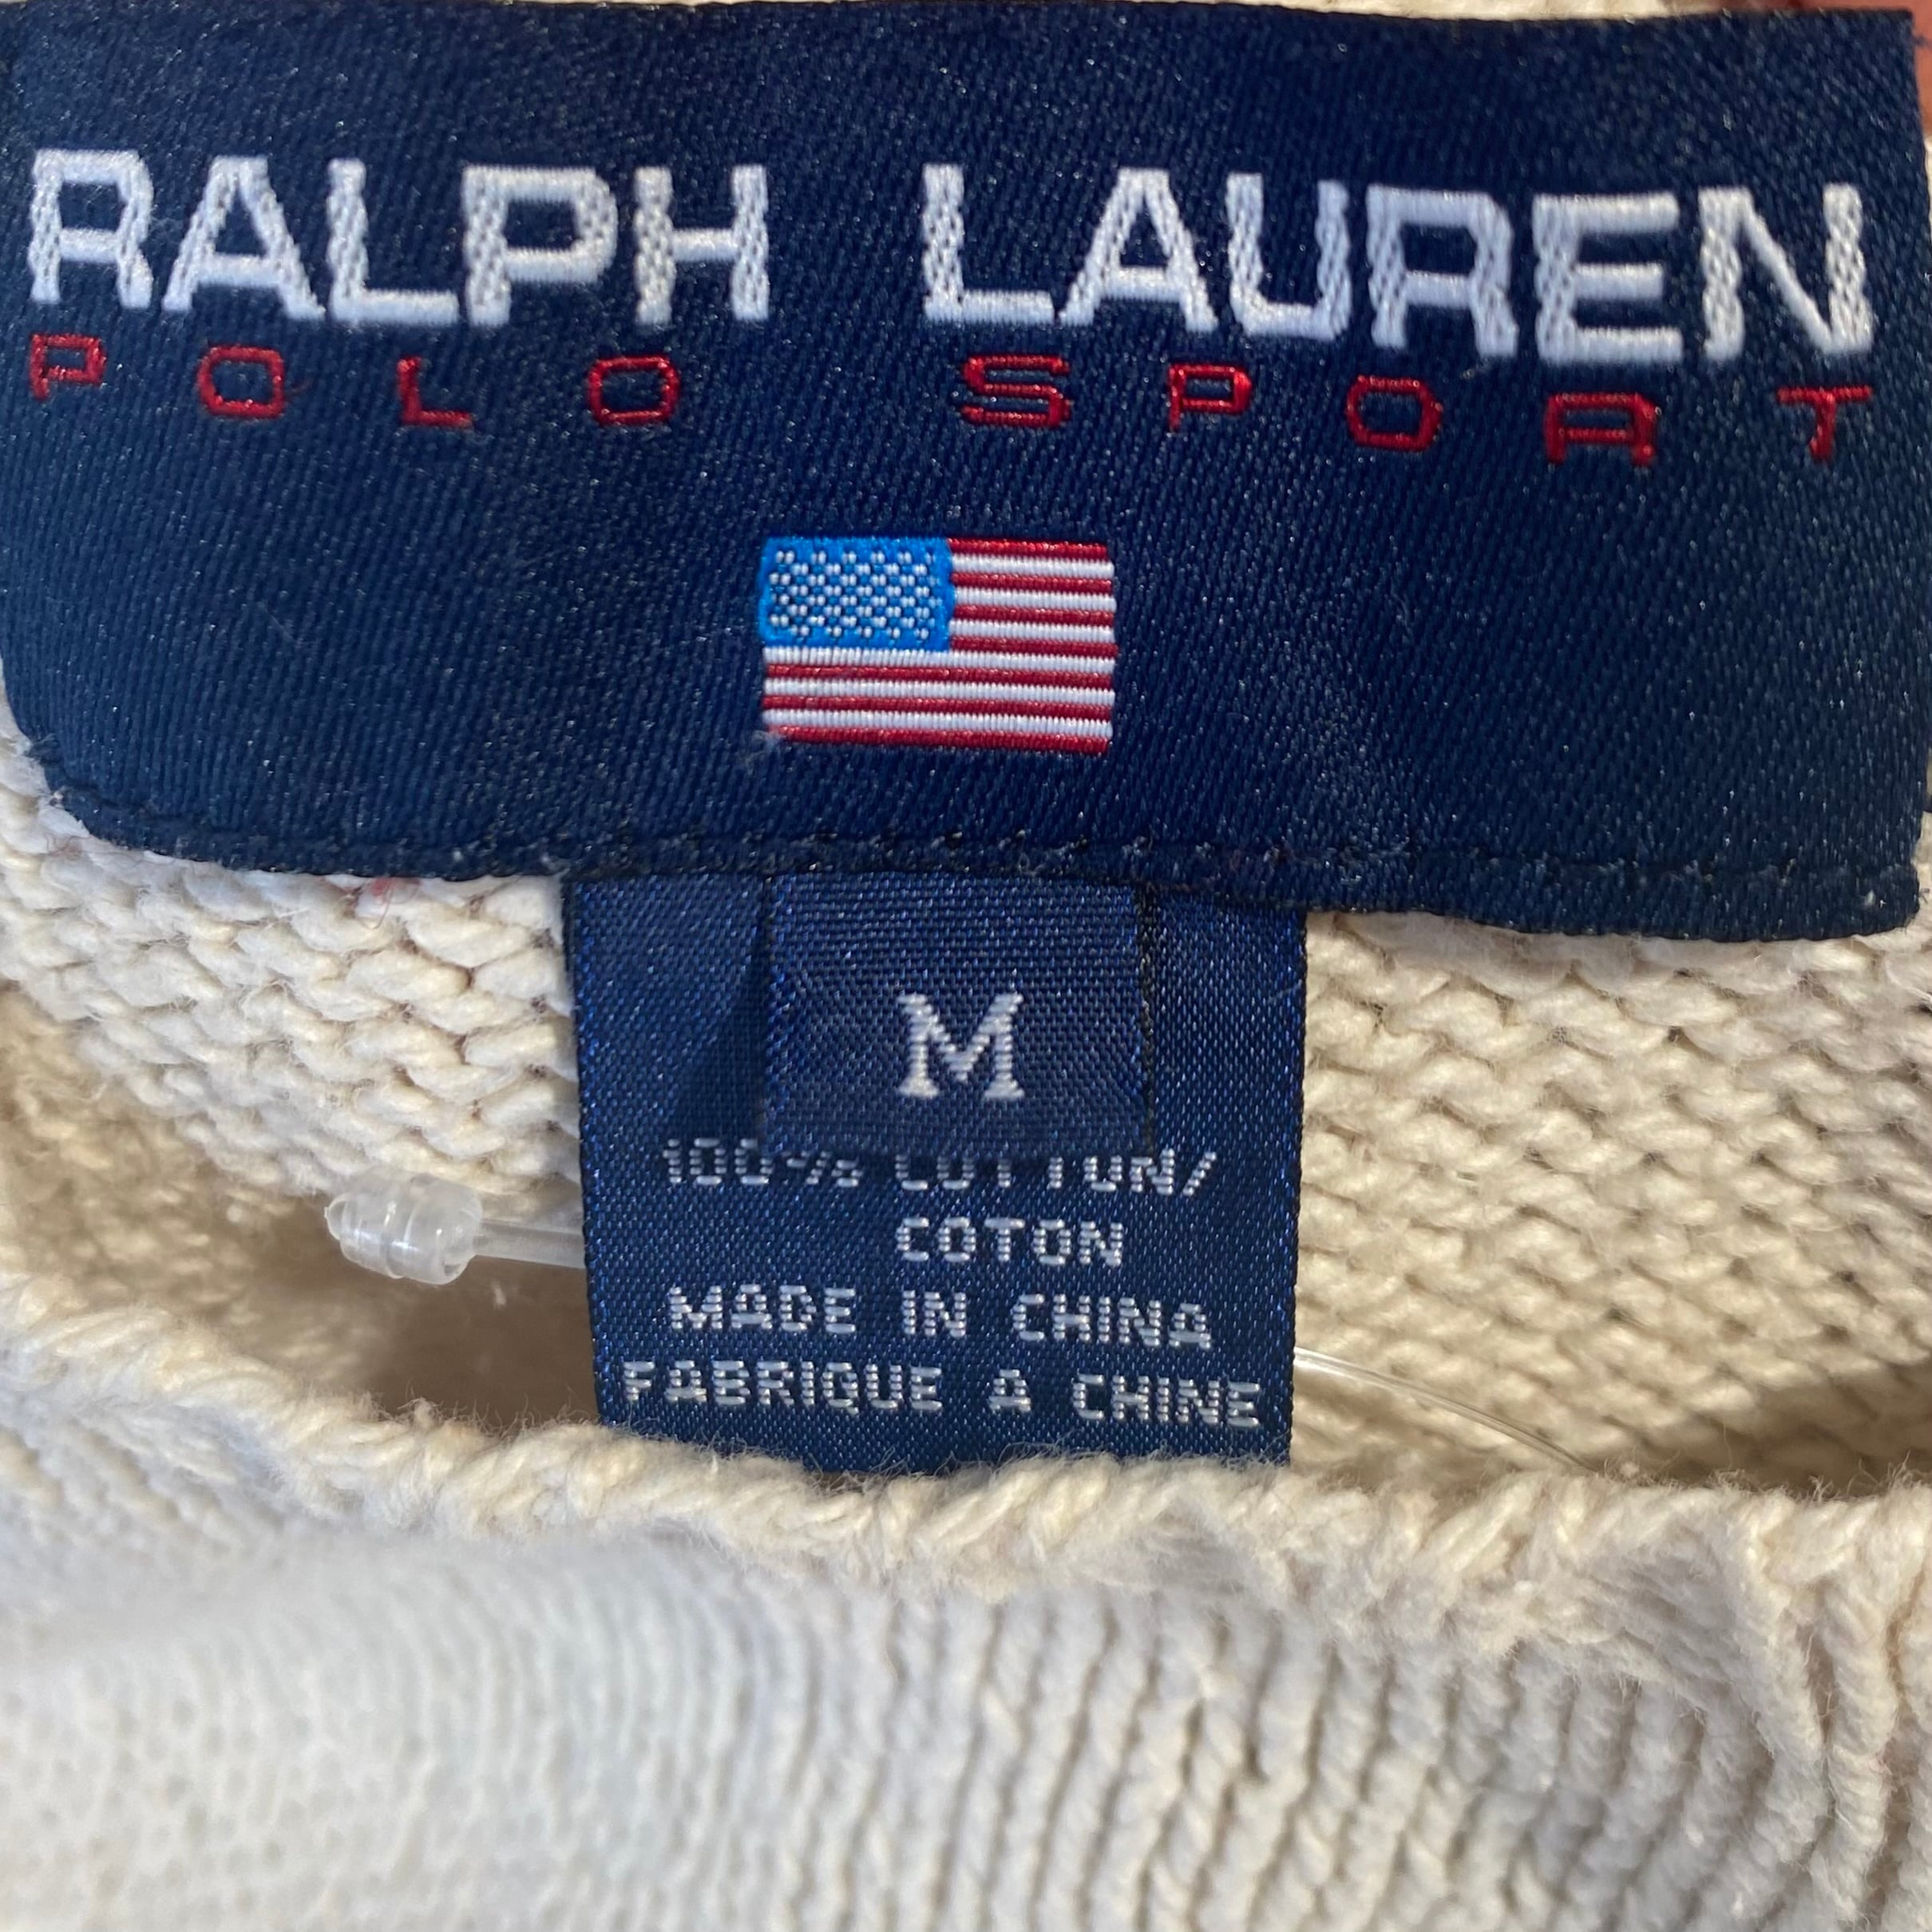 RALPH LAUREN
POLO SPORT
M
100% COTTON/
COTON
MADE IN CHINA
FABRIQUE A CHINE